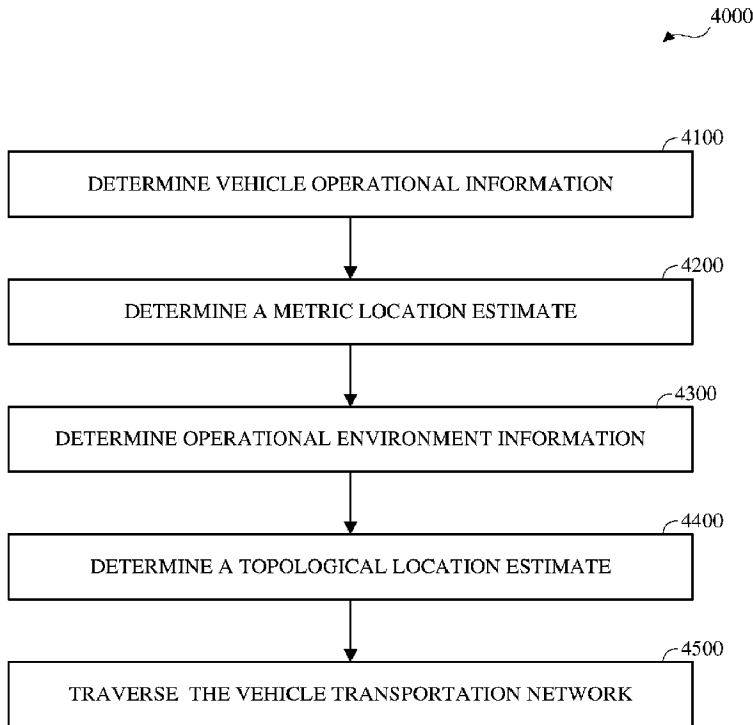 4000
4100
DETERMINE VEHICLE OPERATIONAL INFORMATION
4200
DETERMINE A METRIC LOCATION ESTIMATE
4300
DETERMINE OPERATIONAL ENVIRONMENT INFORMATION
4400
DETERMINE A TOPOLOGICAL LOCATION ESTIMATE
4500
TRAVERSE THE VEHICLE TRANSPORTATION NETWORK